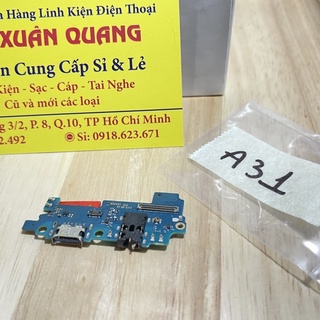 Hàng Linh Kiện Điện Thoại
XUÂN QUANG
Cung Cấp Sỉ & Lẻ
Kiện - Sạc - Cáp - Tai Nghe
Cũ và mới các loại
3/2, P. 8, Q.10, TP Hồ Chí Minh
2.492 Sỉ: 0918.623.671
A31